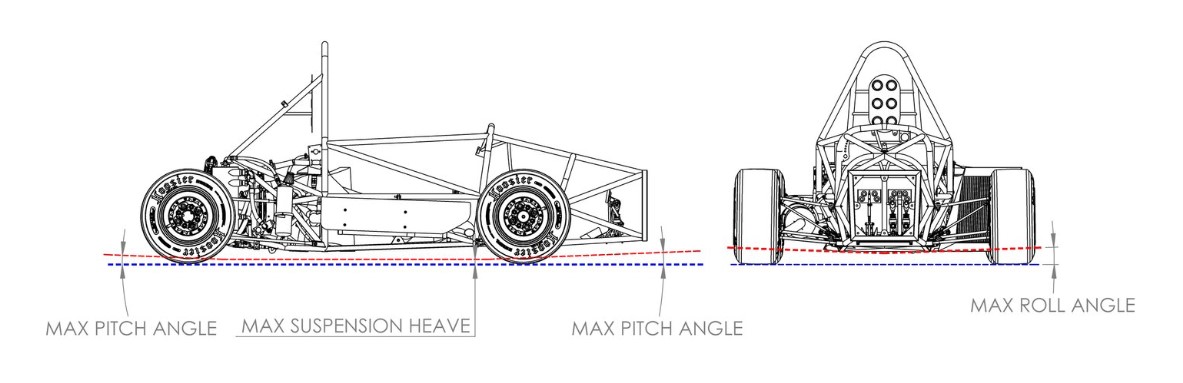 Hoosier
Hoosier
Hoosier
Hoosier
MAX PITCH ANGLE
MAX SUSPENSION HEAVE
MAX PITCH ANGLE
MAX ROLL ANGLE